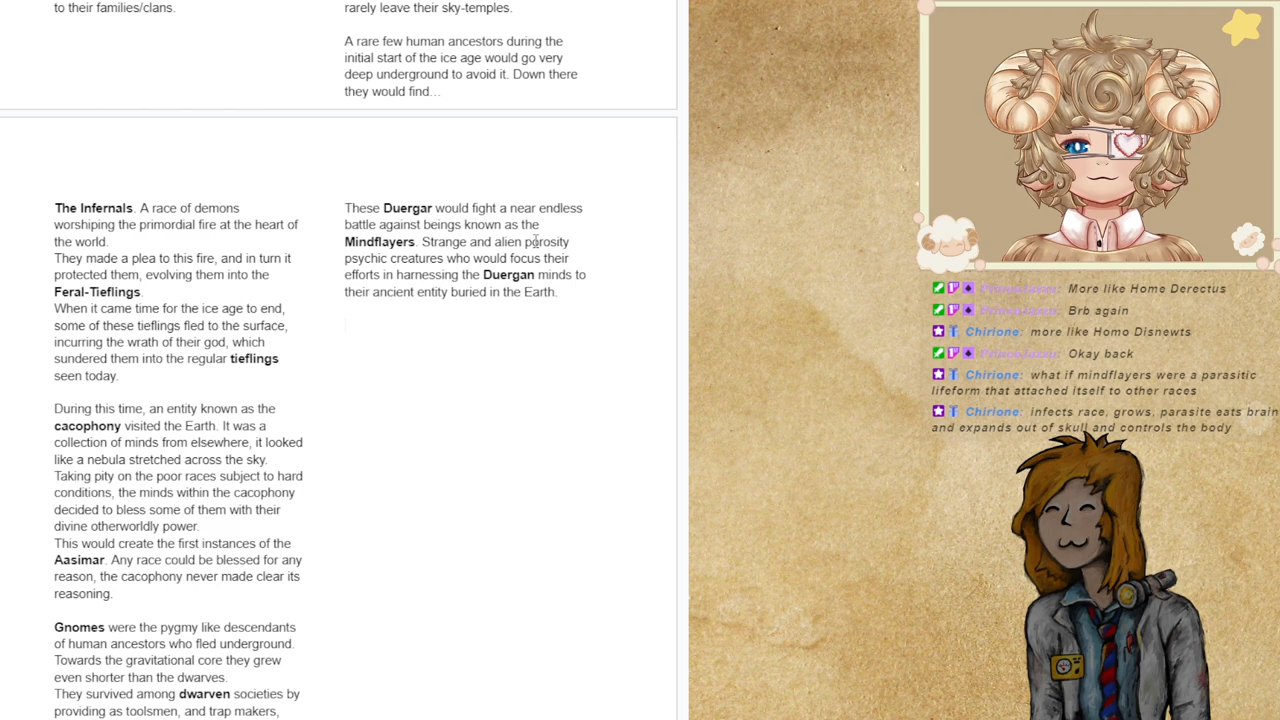 to their families/clans.
rarely leave their sky-temples.
A rare few human ancestors during the
initial start of the ice age would go very
deep underground to avoid it. Down there
they would find…
The Infernals. A race of demons
worshiping the primordial fire at the heart of
the world.
They made a plea to this fire, and in turn it
protected them, evolving them into the
Feral-Tieflings.
When it came time for the ice age to end,
some of these tieflings fled to the surface,
incurring the wrath of their god, which
sundered them into the regular tieflings
seen today.
During this time, an entity known as the
cacophony visited the Earth. It was a
collection of minds from elsewhere, it looked
like a nebula stretched across the sky.
Taking pity on the poor races subject to hard
conditions, the minds within the cacophony
decided to bless some of them with their
divine otherworldly power.
This would create the first instances of the
Aasimar. Any race could be blessed for any
reason, the cacophony never made clear its
reasoning.
Gnomes were the pygmy like descendants
of human ancestors who fled underground.
Towards the gravitational core they grew
even shorter than the dwarves.
They survived among dwarven societies by
providing as toolsmen, and trap makers,
These Duergar would fight a near endless
battle against beings known as the
Mindflayers. Strange and alien porosity
psychic creatures who would focus their
efforts in harnessing the Duergan minds to
their ancient entity buried in the Earth.
More like Home Derectus
Brb again
Chirione: more like Homo Disnewts
Okay back
Chirione: what if mindflayers were a parasitic
lifeform that attached itself to other races
Chirione: infects race, grows, parasite eats brain
and expands out of skull and controls the body